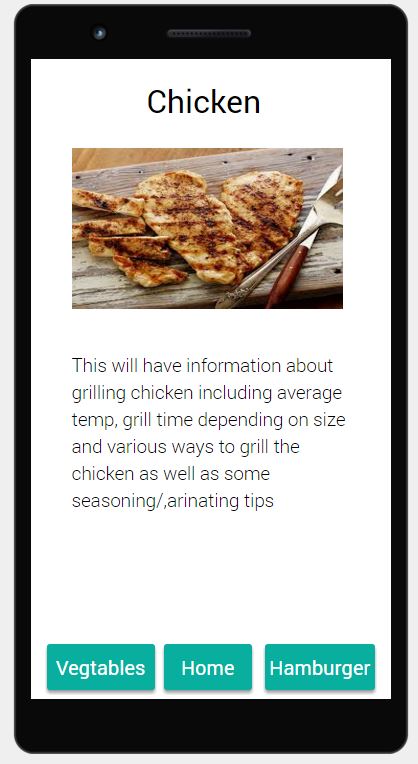 Chicken
This will have information about
grilling chicken including average
temp, grill time depending on size
and various ways to grill the
chicken as well as some
seasoning/,arinating tips
Vegtables Home Hamburger